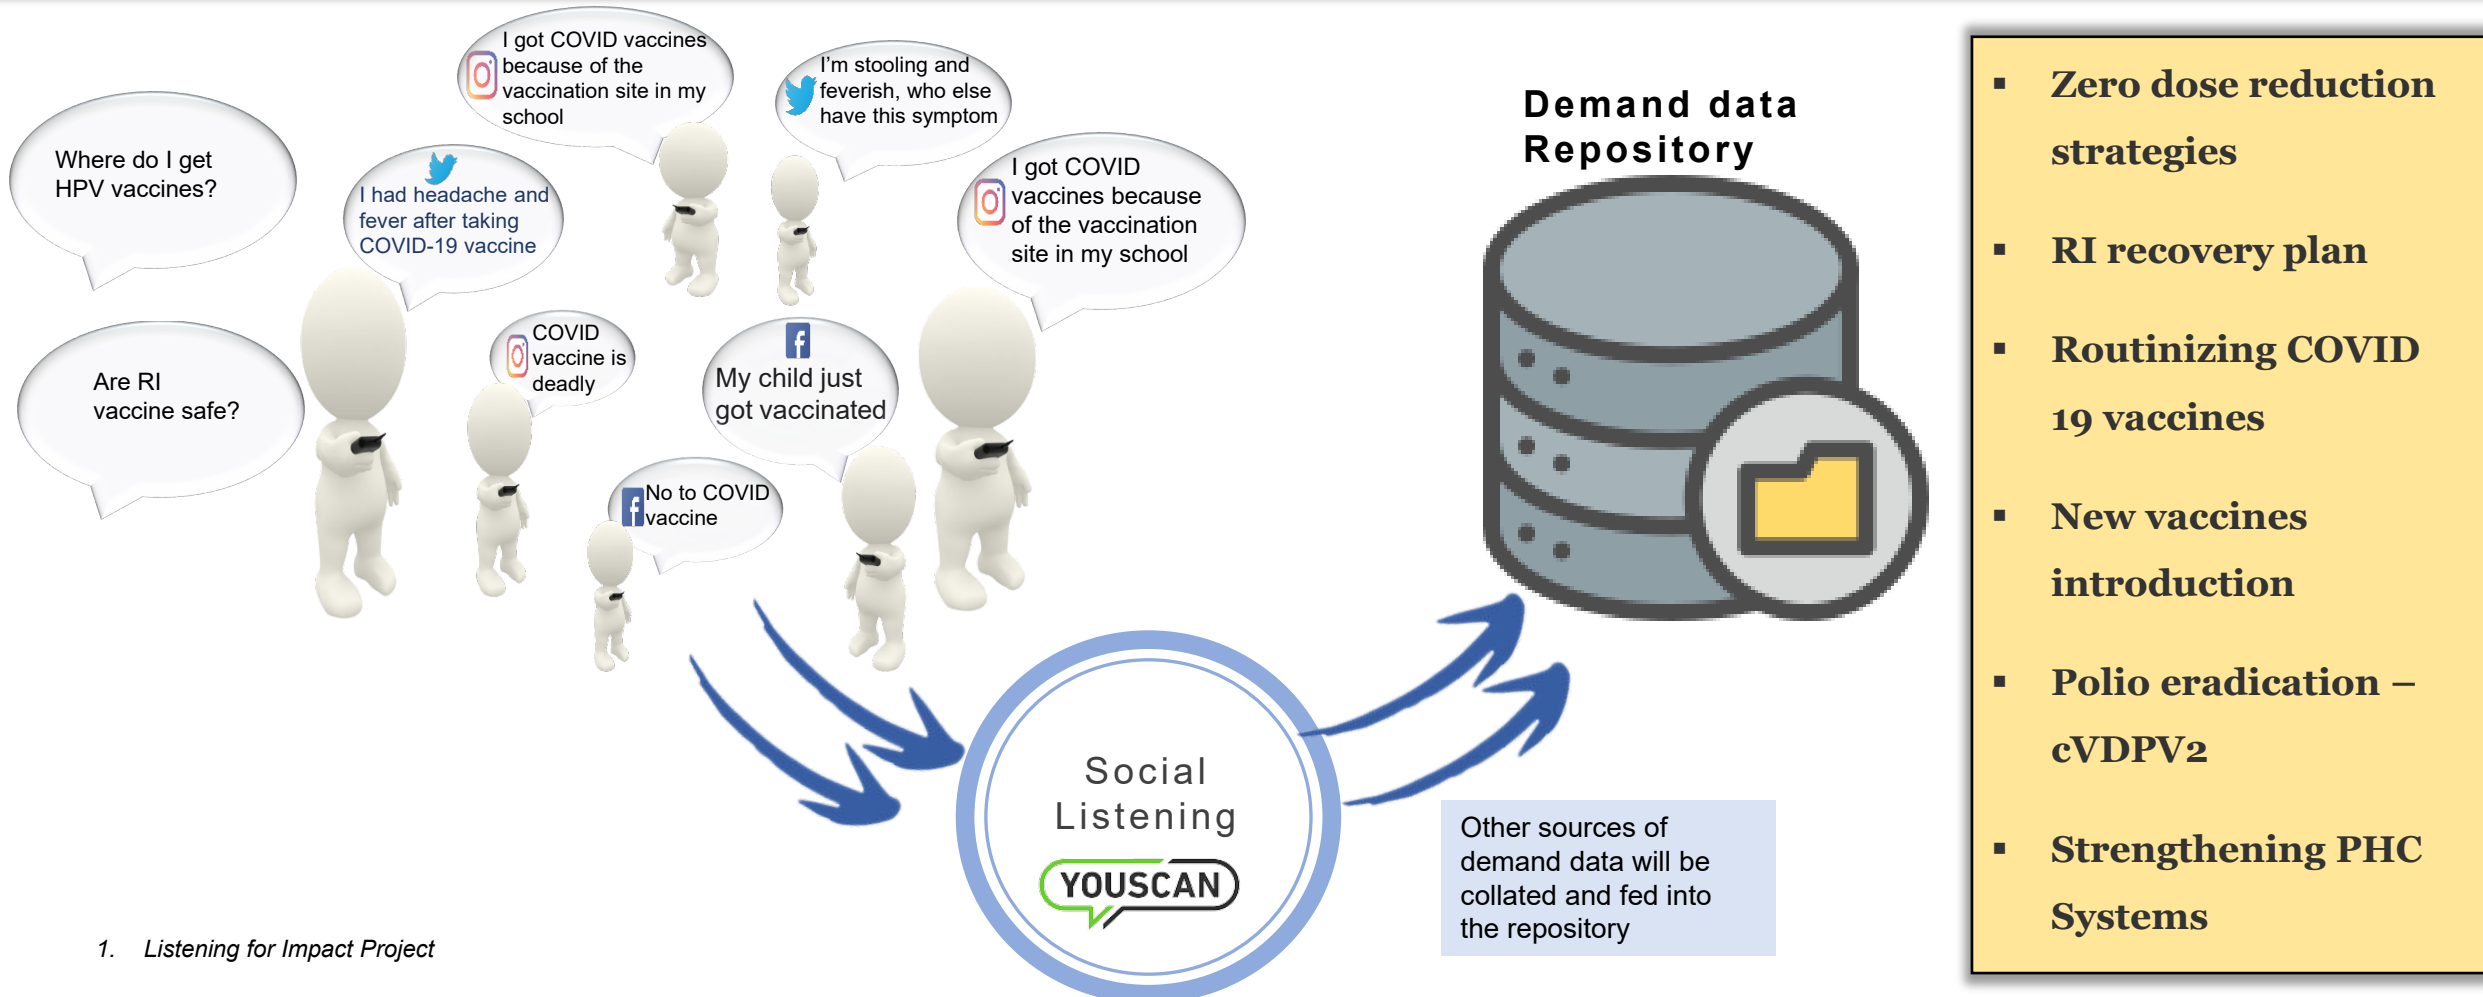 Where do I get
HPV vaccines?
Are RI
vaccine safe?
I had headache and
fever after taking
COVID-19 vaccine
I got COVID vaccines
because of the
vaccination site in my
school
I'm stooling and
feverish, who else
have this symptom
I got COVID
vaccines because
of the vaccination
site in my school
COVID
vaccine is
deadly
My child just
got vaccinated
No to COVID
vaccine
Social
Listening
YOUSCAN
Demand data
Repository
Other sources of
demand data will be
collated and fed into
the repository
▪ Zero dose reduction
strategies
▪ RI recovery plan
▪ Routinizing COVID
19 vaccines
▪ New vaccines
introduction
▪ Polio eradication –
cVDPV2
▪ Strengthening PHC
Systems
1. Listening for Impact Project